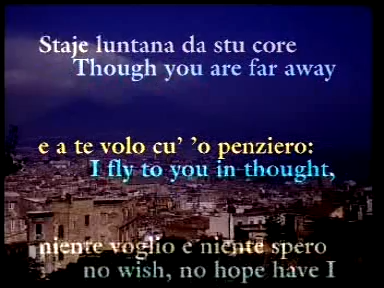 Staje luntana da stu core
Though you are far away
e a te volo cu' 'o penziero:
I fly to you in thought,
niente voglio e niente spero
no wish, no hope have I